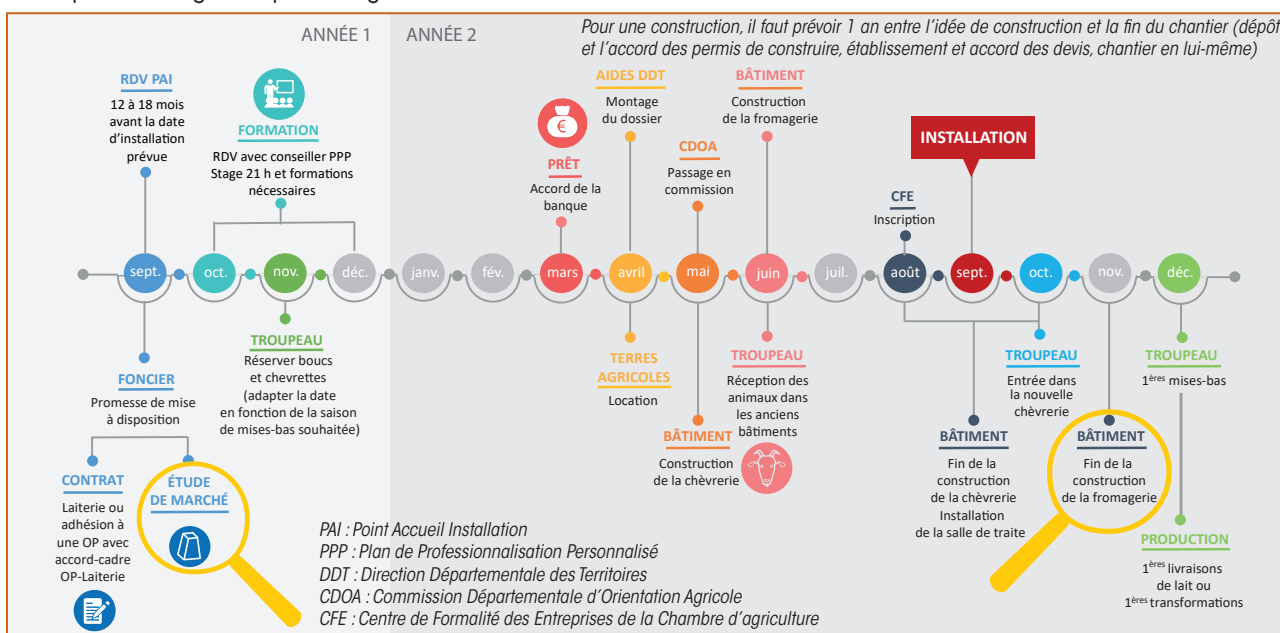 ANNÉE 1
ANNÉE 2
Pour une construction, il faut prévoir 1 an entre l'idée de construction et la fin du chantier (dépôt
et l'accord des permis de construire, établissement et accord des devis, chantier en lui-même)
RDV PAI
12 à 18 mois
avant la date
d'installation
prévue
FORMATION
RDV avec conseiller PPP
Stage 21 h et formations
nécessaires
€
PRÊT
Accord de la
banque
AIDES DDT
Montage
du dossier
CDOA
Passage en
commission
BÂTIMENT
Construction
de la fromagerie
CFE
Inscription
INSTALLATION
sept.
oct.
nov.
déc.
janv.
fév.
mars
avril
mai
juin
juil.
août
sept.
oct.
nov.
déc.
FONCIER
Promesse de mise
à disposition
CONTRAT
Laiterie ou
adhésion à
une OP avec
accord-cadre
OP-Laiterie
ÉTUDE
DE MARCHÉ
TROUPEAU
Réserver boucs
et chevrettes
(adapter la date
en fonction de la saison
de mises-bas souhaitée)
TERRES
AGRICOLES
Location
BÂTIMENT
Construction
de la chèvrerie
TROUPEAU
Réception des
animaux dans
les anciens
bâtiments
BÂTIMENT
Fin de la
construction
de la chèvrerie
Installation
de la salle de traite
TROUPEAU
Entrée dans
la nouvelle
chèvrerie
BÂTIMENT
Fin de la
construction
de la fromagerie
TROUPEAU
1ères mises-bas
PRODUCTION
1ères livraisons
de lait ou
1ères transformations
PAI : Point Accueil Installation
PPP : Plan de Professionnalisation Personnalisé
DDT : Direction Départementale des Territoires
CDOA : Commission Départementale d'Orientation Agricole
CFE : Centre de Formalité des Entreprises de la Chambre d'agriculture